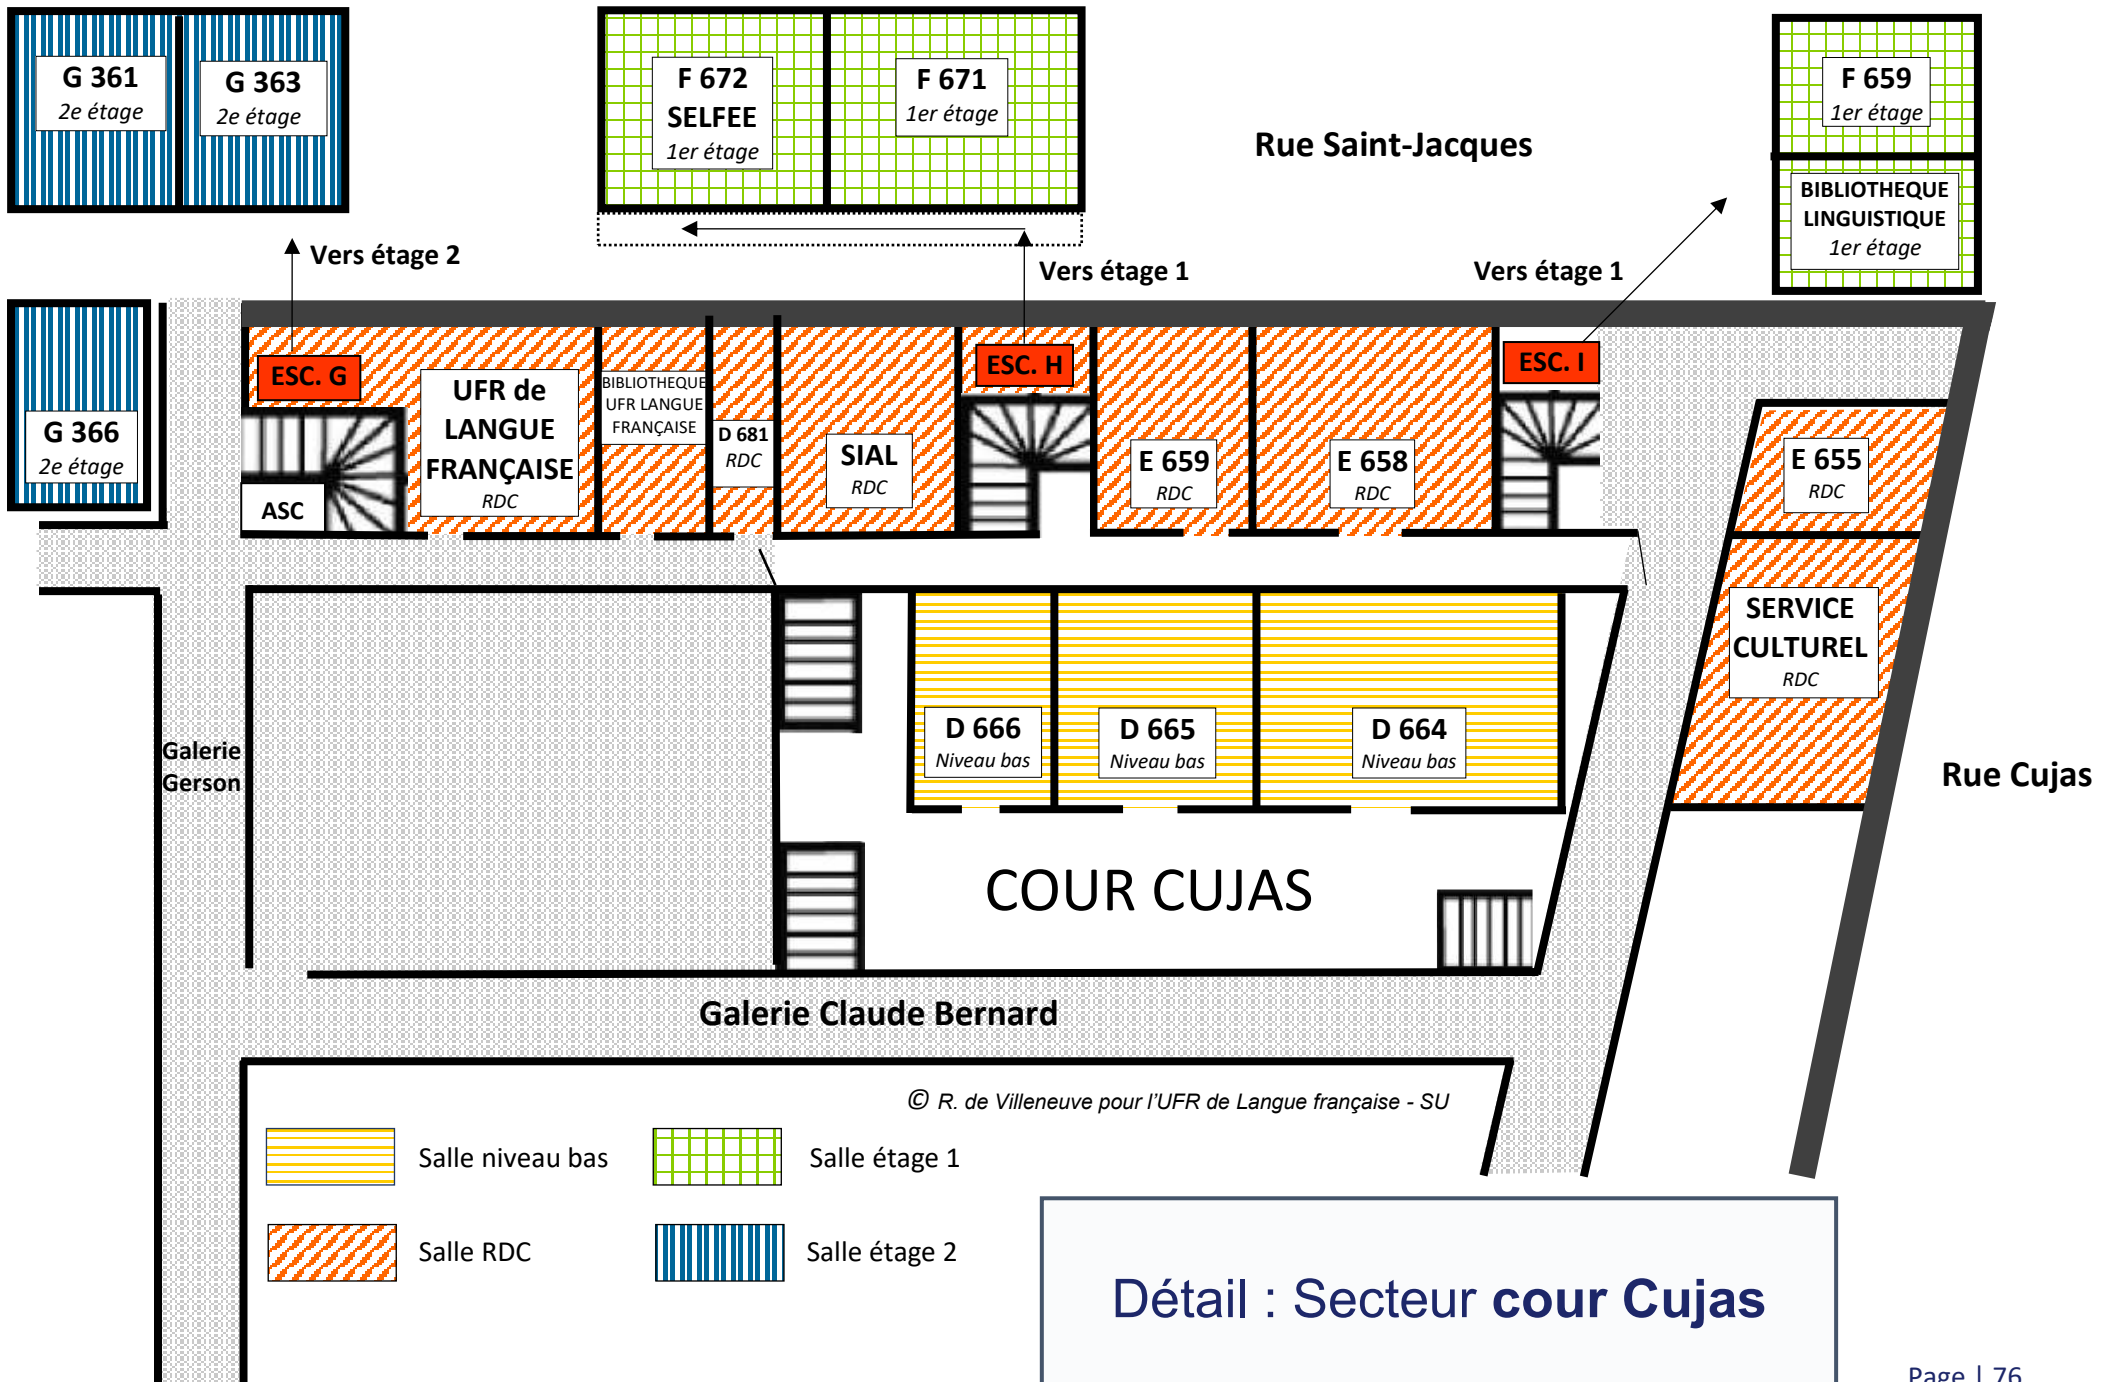 G 361
2e étage
G 363
2e étage
F 672
SELFEE
1er étage
F 671
1er étage
Rue Saint-Jacques
F 659
1er étage
BIBLIOTHEQUE
LINGUISTIQUE
1er étage
Vers étage 2
Vers étage 1
Vers étage 1
G 366
2e étage
ESC. G
ASC
UFR de
LANGUE
FRANÇAISE
RDC
BIBLIOTHEQUE
UFR LANGUE
FRANÇAISE
D 681
RDC
SIAL
RDC
ESC. H
E 659
RDC
E 658
RDC
ESC. I
E 655
RDC
SERVICE
CULTUREL
RDC
D 666
Niveau bas
D 665
Niveau bas
D 664
Niveau bas
Galerie
Gerson
Rue Cujas
COUR CUJAS
Galerie Claude Bernard
© R. de Villeneuve pour l'UFR de Langue française - SU
Salle niveau bas
Salle étage 1
Salle RDC
Salle étage 2
Détail : Secteur cour Cujas
Page | 76